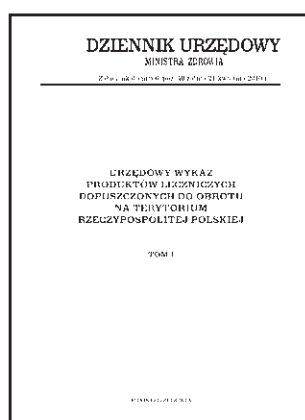 DZIENNIK URZĘDOWY
MINISTRA ZDROWIA
URZĘDOWY WYKAZ
PRODUKTÓW LECZNICZYCH
DOPUSZCZONYCH DO OBROTU
NA TERYTORIUM
RZECZYPOSPOLITEJ POLSKIEJ
TOM I